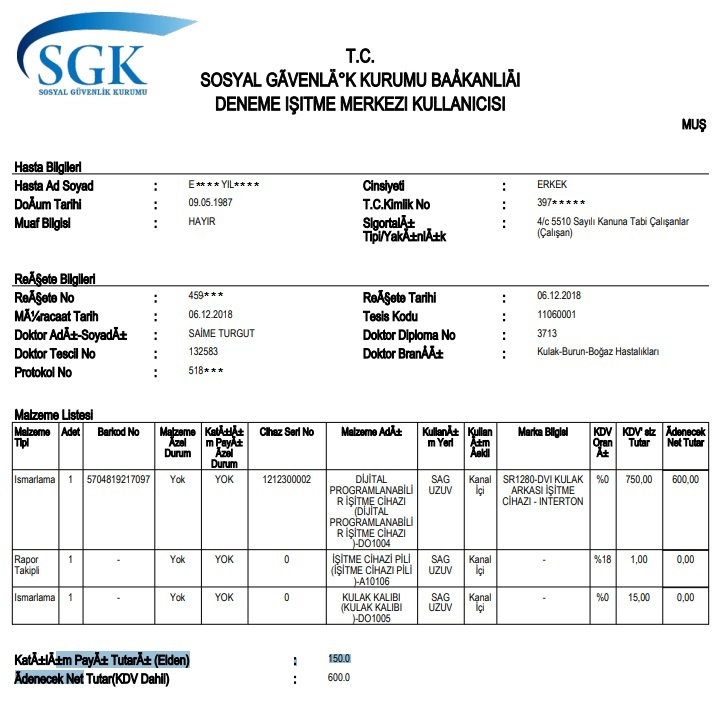 SGK
SOSYAL GÜVENLİK KURUMU
T.C.
SOSYAL GÃVENLÄ°K KURUMU BAÅKANLIÄI
DENEME IŞITME MERKEZI KULLANICISI
MUŞ
Hasta Bilgileri
Hasta Ad Soyad : E****YIL**** Cinsiyeti : ERKEK
DoÄum Tarihi : 09.05.1987 T.C.Kimlik No : 397*****
Muaf Bilgisi : HAYIR SigortalÄ± : 4/c 5510 Sayılı Kanuna Tabi Çalışanlar
Tipi/YakÄ±nlÄ±k (Çalışan)
ReÃ§ete Bilgileri
ReÃ§ete No : 459*** ReÃ§ete Tarihi : 06.12.2018
MÃ¼racaat Tarih : 06.12.2018 Tesis Kodu : 11060001
Doktor AdÄ±-SoyadÄ± : SAİME TURGUT Doktor Diploma No : 3713
Doktor Tescil No : 132583 Doktor BranÅÄ± : Kulak-Burun-Boğaz Hastalıkları
Protokol No : 518***
Malzeme Listesi
Malzeme Adet Barkod No Malzeme KatÄ±lÄ± Cihaz Seri No Malzeme AdÄ± KullanÄ± Kullan Marka Bilgisi KDV KDV' siz Ãdenecek
Tipi Ãzel m PayÄ± m Yeri Ä±m Oran Tutar Net Tutar
Durum Ãzel Åekli Ä±
Durum
Ismarlama 1 5704819217097 Yok YOK 1212300002 DİJİTAL SAG Kanal SR1280-DVI KULAK %0 750,00 600,00
PROGRAMLANABİLİ UZUV İçi ARKASI İŞİTME
R İŞİTME CİHAZI CİHAZI - INTERTON
(DİJİTAL
PROGRAMLANABİLİ
R İŞİTME CİHAZI
)-DO1004
Rapor 1 - Yok YOK 0 İŞİTME CİHAZİ PİLİ SAG Kanal - %18 1,00 0,00
Takipli (İŞİTME CİHAZI PİLİ UZUV İçi
)-A10106
Ismarlama 1 - Yok YOK 0 KULAK KALIBI SAG Kanal - %0 15,00 0,00
(KULAK KALIBI UZUV İçi
)-DO1005
KatÄ±lÄ±m PayÄ± TutarÄ± (Elden) : 150.0
Ãdenecek Net Tutar(KDV Dahil) : 600.0